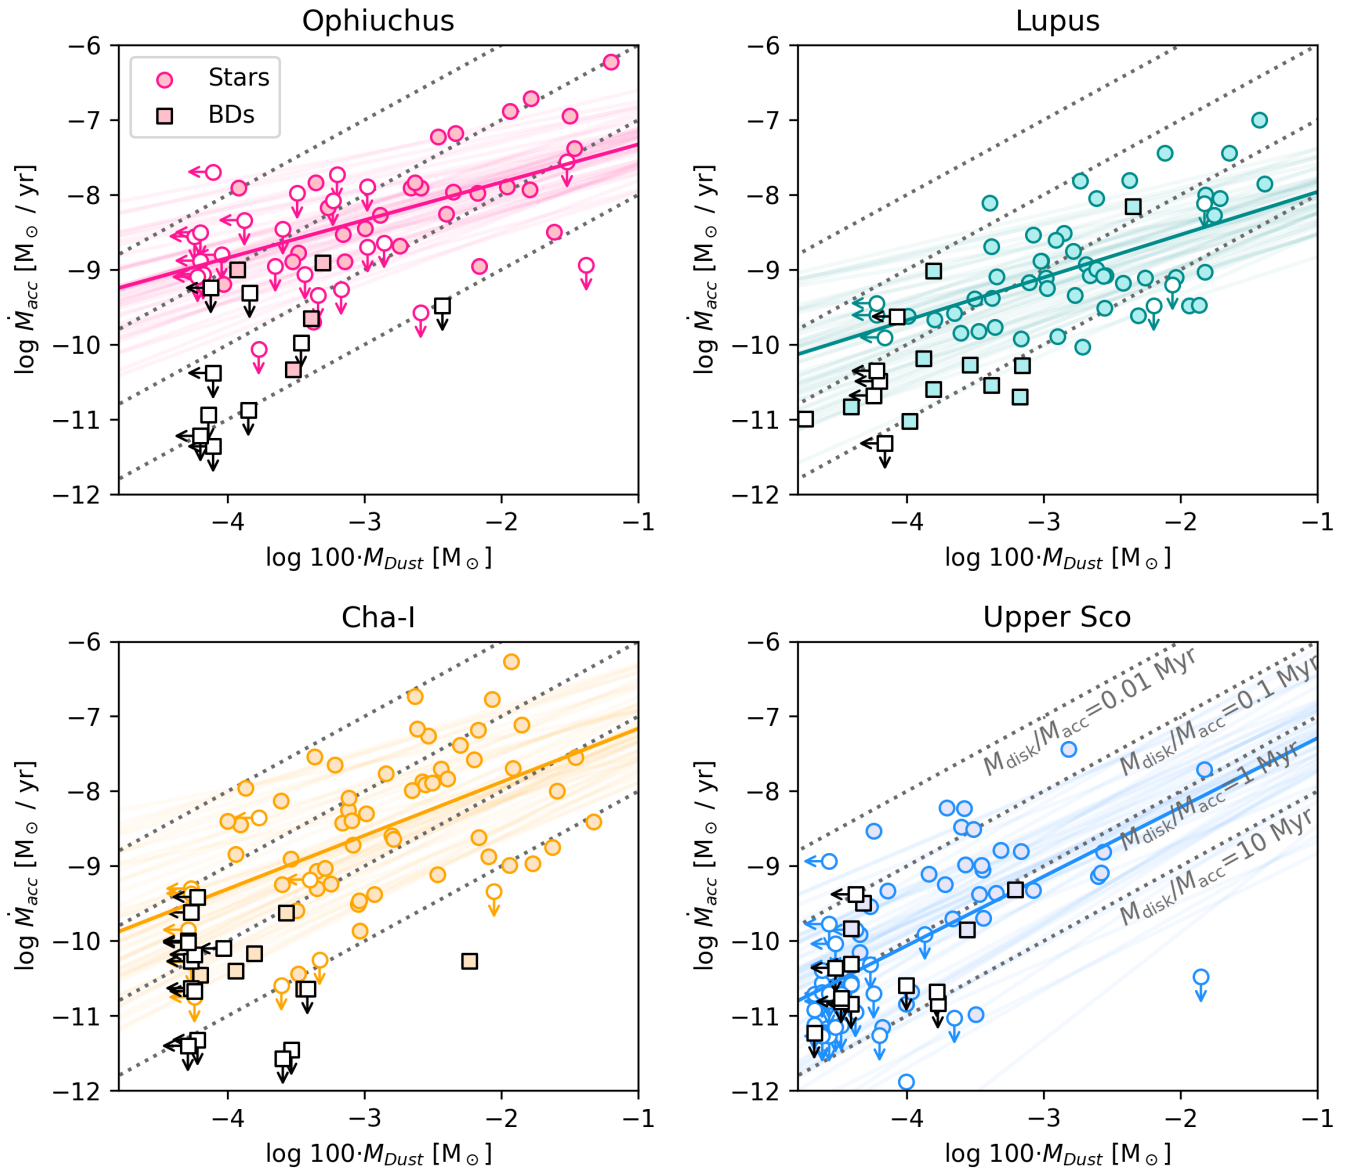 Ophiuchus
−6
−7
−8
−9
−10
−11
−12
Stars
BDs
log Ṁacc [M⊙ / yr]
−4
−3
−2
−1
log 100·MDust [M⊙]
Lupus
−6
−7
−8
−9
−10
−11
−12
log Ṁacc [M⊙ / yr]
−4
−3
−2
−1
log 100·MDust [M⊙]
Cha-I
−6
−7
−8
−9
−10
−11
−12
log Ṁacc [M⊙ / yr]
−4
−3
−2
−1
log 100·MDust [M⊙]
Upper Sco
−6
−7
−8
−9
−10
−11
−12
log Ṁacc [M⊙ / yr]
Mdisk/Ṁacc=0.01 Myr
Mdisk/Ṁacc=0.1 Myr
Mdisk/Ṁacc=1 Myr
Mdisk/Ṁacc=10 Myr
−4
−3
−2
−1
log 100·MDust [M⊙]